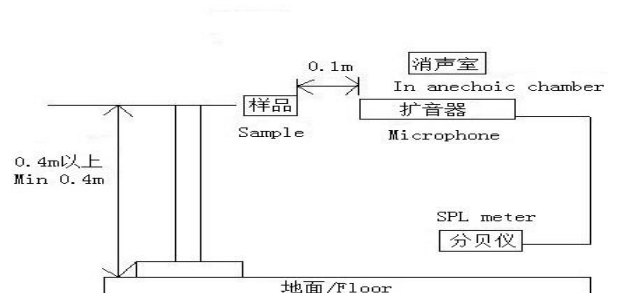 0.1m
消声室
In anechoic chamber
样品
扩音器
Sample
Microphone
0.4m以上
Min 0.4m
SPL meter
分贝仪
地面/Floor